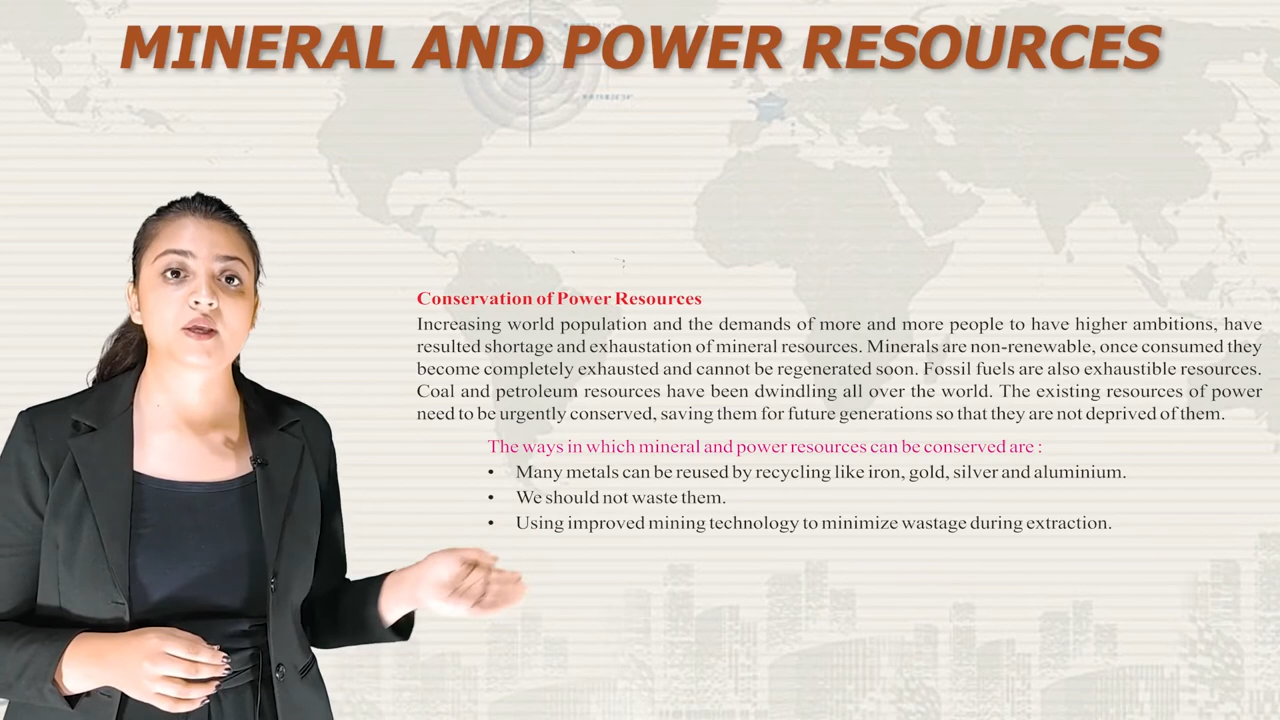 MINERAL AND POWER RESOURCES
Conservation of Power Resources
Increasing world population and the demands of more and more people to have higher ambitions, have
resulted shortage and exhaustation of mineral resources. Minerals are non-renewable, once consumed they
become completely exhausted and cannot be regenerated soon. Fossil fuels are also exhaustible resources.
Coal and petroleum resources have been dwindling all over the world. The existing resources of power
need to be urgently conserved, saving them for future generations so that they are not deprived of them.
The ways in which mineral and power resources can be conserved are :
• Many metals can be reused by recycling like iron, gold, silver and aluminium.
• We should not waste them.
• Using improved mining technology to minimize wastage during extraction.